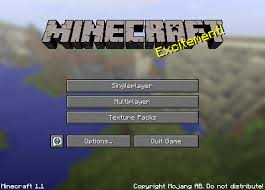 MINECRAFT
Excitement!
Singleplayer
Multiplayer
Texture Packs
Options...
Quit Game
Minecraft 1.1
Copyright Mojang AB. Do not distribute!